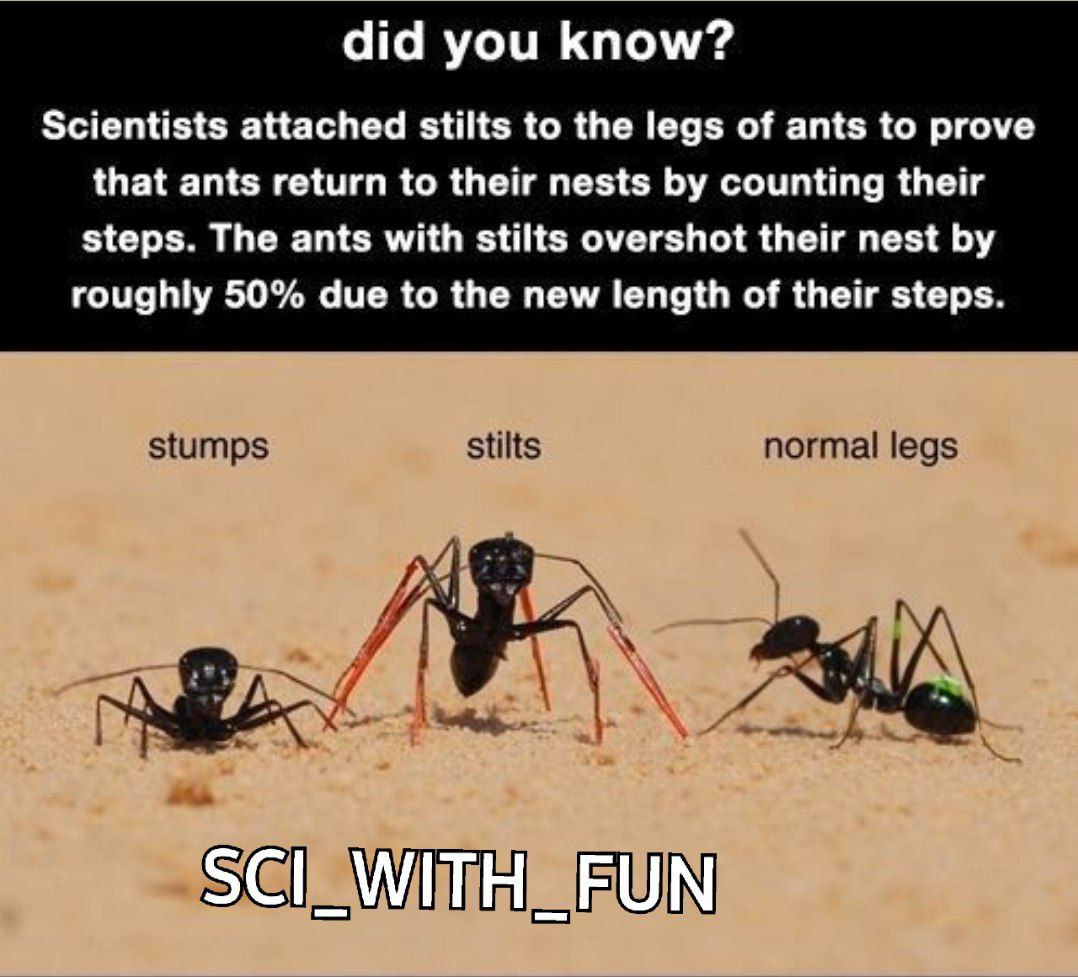 did you know?
Scientists attached stilts to the legs of ants to prove
that ants return to their nests by counting their
steps. The ants with stilts overshot their nest by
roughly 50% due to the new length of their steps.
stumps stilts normal legs
SCI_WITH_FUN